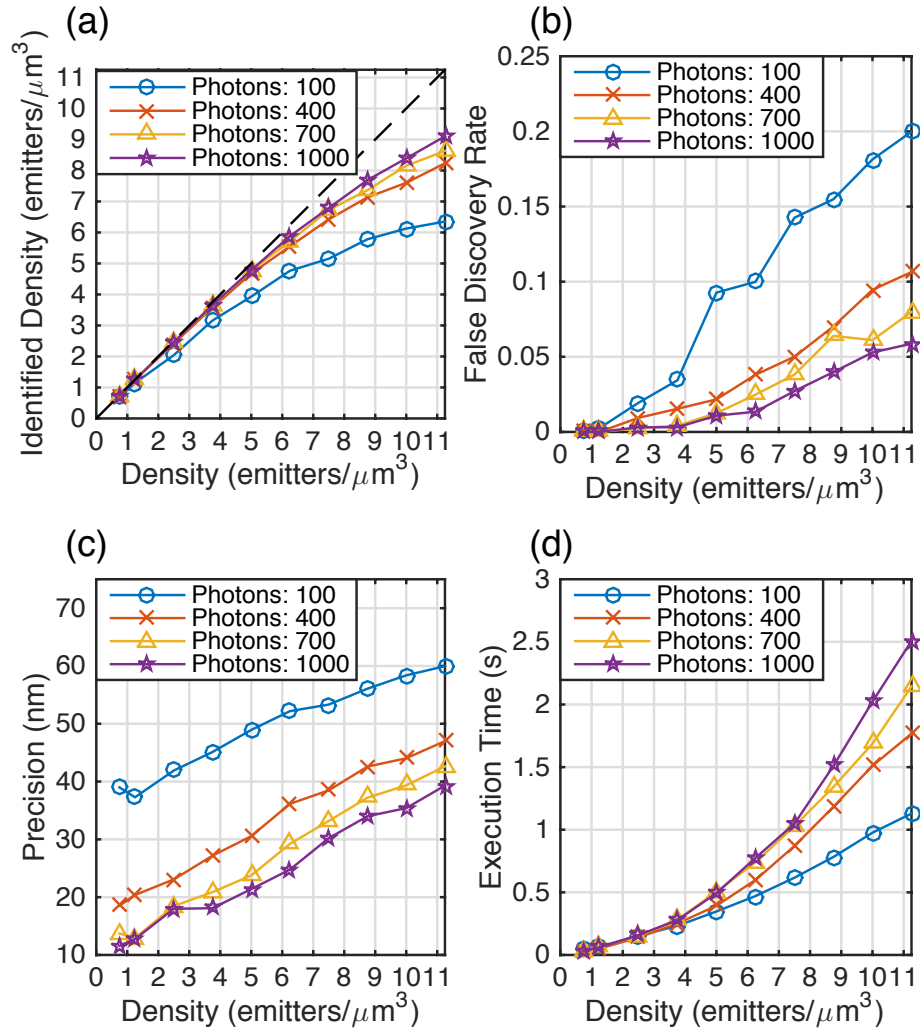 (a)
Identified Density (emitters/μm³)
11
10
9
8
7
6
5
4
3
2
1
0
Photons: 100
Photons: 400
Photons: 700
Photons: 1000
0 1 2 3 4 5 6 7 8 9 10 11
Density (emitters/μm³)
(b)
False Discovery Rate
0.25
0.2
0.15
0.1
0.05
0
Photons: 100
Photons: 400
Photons: 700
Photons: 1000
0 1 2 3 4 5 6 7 8 9 10 11
Density (emitters/μm³)
(c)
Precision (nm)
70
60
50
40
30
20
10
Photons: 100
Photons: 400
Photons: 700
Photons: 1000
0 1 2 3 4 5 6 7 8 9 10 11
Density (emitters/μm³)
(d)
Execution Time (s)
3
2.5
2
1.5
1
0.5
0
Photons: 100
Photons: 400
Photons: 700
Photons: 1000
0 1 2 3 4 5 6 7 8 9 10 11
Density (emitters/μm³)